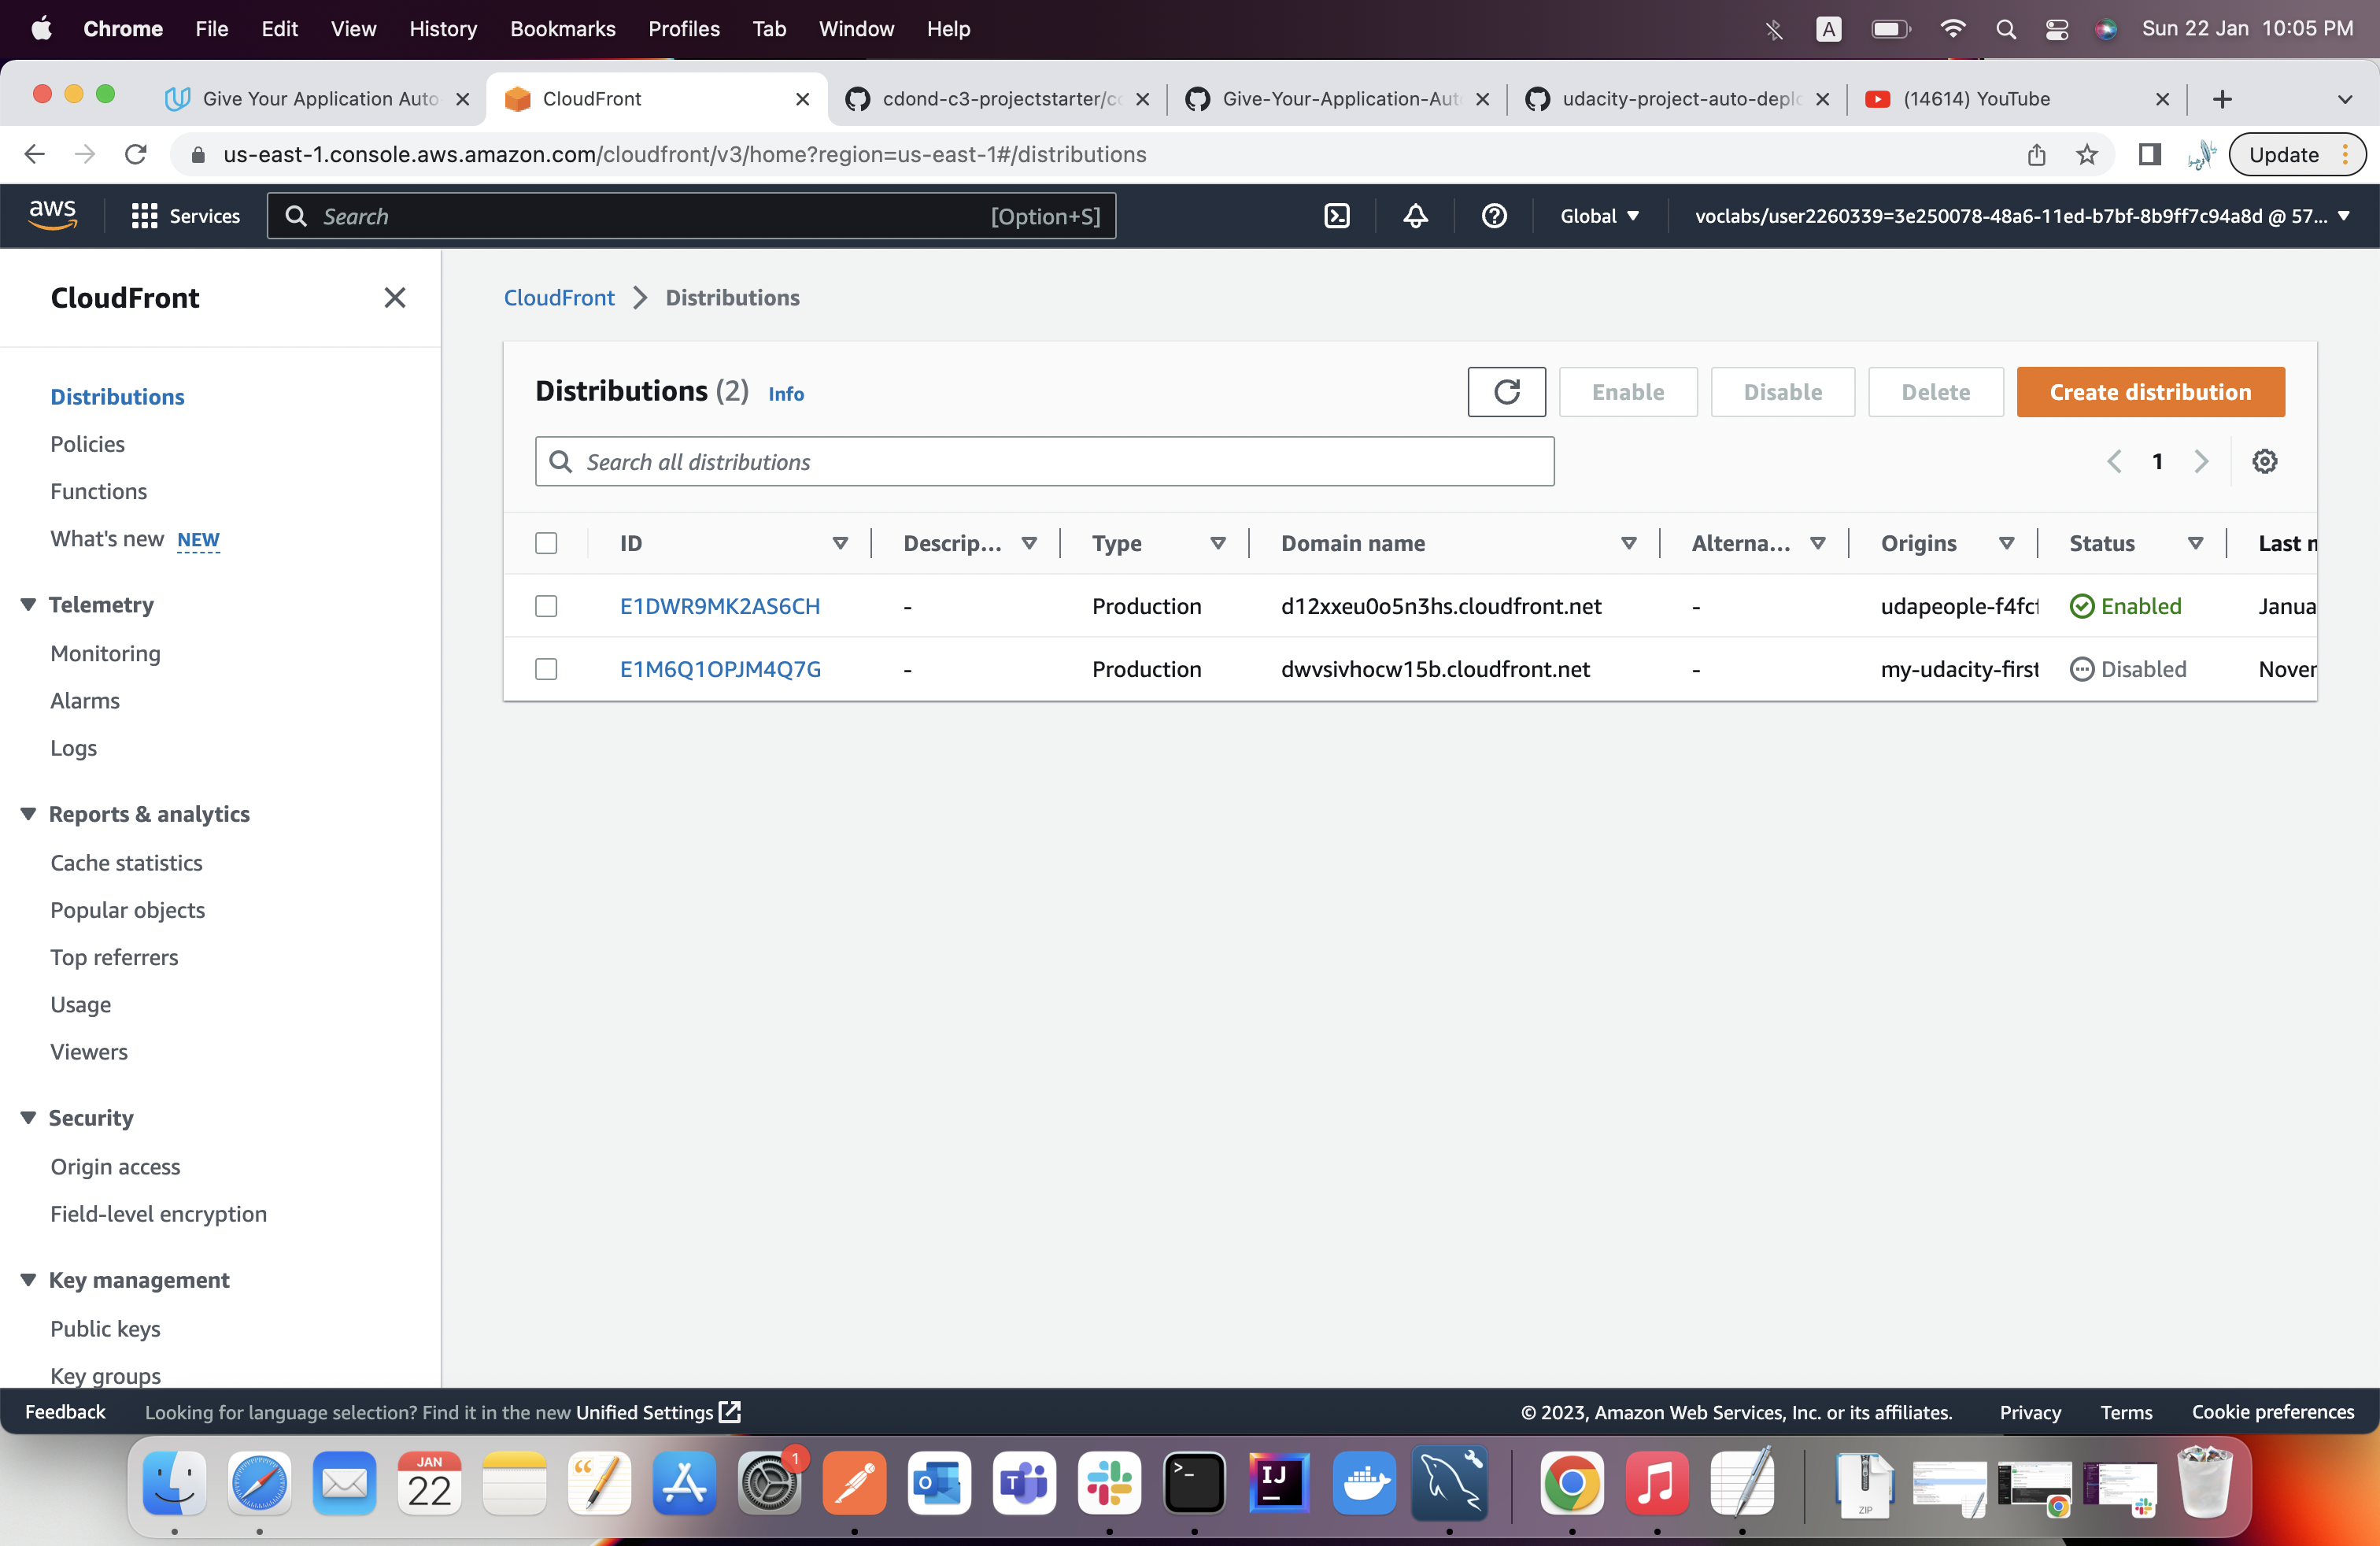 Chrome File Edit View History Bookmarks Profiles Tab Window Help A Sun 22 Jan 10:05 PM
Give Your Application Auto CloudFront cdond-c3-projectstarter/c Give-Your-Application-Aut udacity-project-auto-deplo (14614) YouTube
us-east-1.console.aws.amazon.com/cloudfront/v3/home?region=us-east-1#/distributions Update
aws Services Search [Option+S] Global voclabs/user2260339=3e250078-48a6-11ed-b7bf-8b9ff7c94a8d @ 57...
CloudFront
Distributions
Policies
Functions
What's new NEW
Telemetry
Monitoring
Alarms
Logs
Reports & analytics
Cache statistics
Popular objects
Top referrers
Usage
Viewers
Security
Origin access
Field-level encryption
Key management
Public keys
Key groups
CloudFront Distributions
Distributions (2) Info Enable Disable Delete Create distribution
Search all distributions 1
ID Descrip... Type Domain name Alterna... Origins Status Last
E1DWR9MK2AS6CH - Production d12xxeu0o5n3hs.cloudfront.net - udapeople-f4fcf Enabled Janua
E1M6Q1OPJM4Q7G - Production dwvsivhocw15b.cloudfront.net - my-udacity-first Disabled Nover
Feedback Looking for language selection? Find it in the new Unified Settings © 2023, Amazon Web Services, Inc. or its affiliates. Privacy Terms Cookie preferences
JAN
22
1
IJ
ZIP